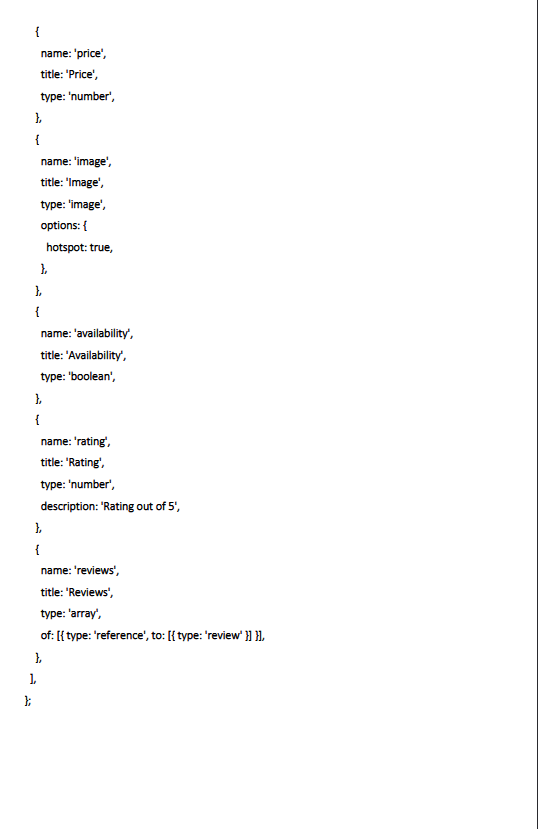 {
name: 'price',
title: 'Price',
type: 'number',
},
{
name: 'image',
title: 'Image',
type: 'image',
options: {
hotspot: true,
},
},
{
name: 'availability',
title: 'Availability',
type: 'boolean',
},
{
name: 'rating',
title: 'Rating',
type: 'number',
description: 'Rating out of 5',
},
{
name: 'reviews',
title: 'Reviews',
type: 'array',
of: [{ type: 'reference', to: [{ type: 'review' }] }],
},
],
};